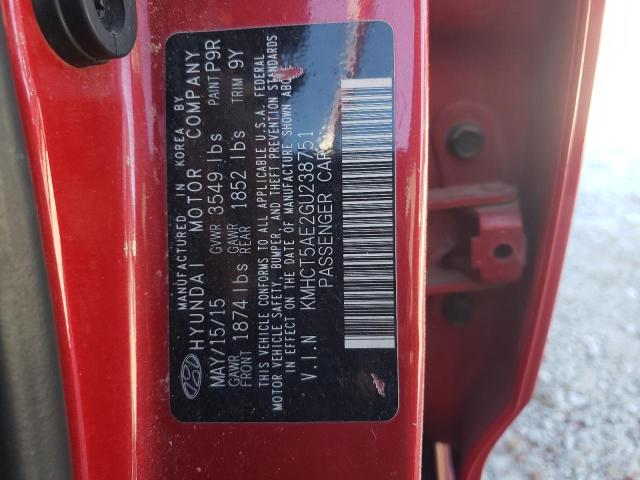 MANUFACTURED IN KOREA BY
HYUNDAI MOTOR COMPANY
MAY/15/15 GVWR 3549 lbs PAINT P9R
GAWR FRONT 1874 lbs GAWR REAR 1852 lbs TRIM 9Y
THIS VEHICLE CONFORMS TO ALL APPLICABLE U.S.A. FEDERAL
MOTOR VEHICLE SAFETY, BUMPER, AND THEFT PREVENTION STANDARDS
IN EFFECT ON THE DATE OF MANUFACTURE SHOWN ABO
V.I.N KMHCT5AE2GU238751
PASSENGER CAR